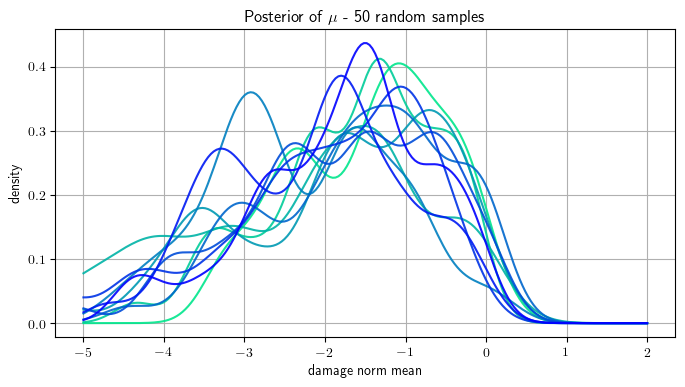 Posterior of μ - 50 random samples
density
0.4
0.3
0.2
0.1
0.0
−5 −4 −3 −2 −1 0 1 2
damage norm mean